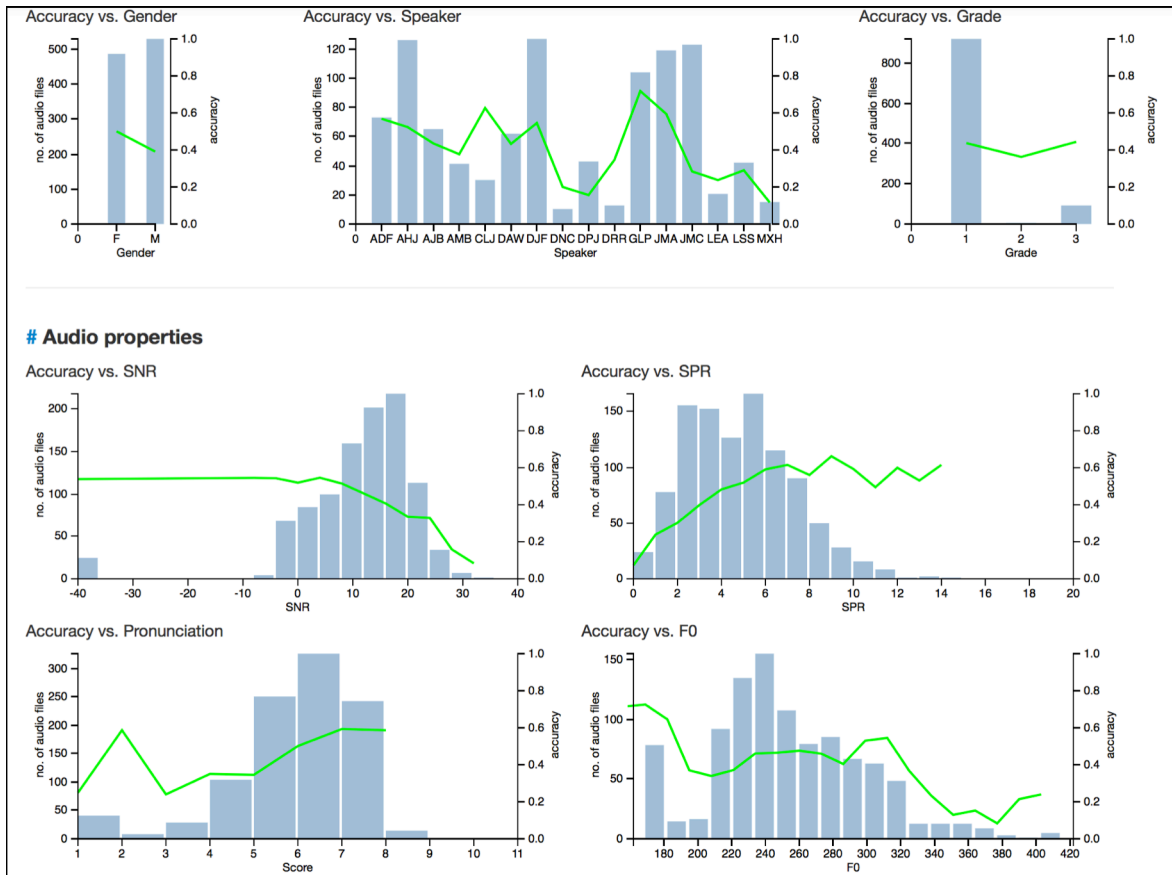 Accuracy vs. Gender
500
400
300
200
100
0
no. of audio files
1.0
0.8
0.6
0.4
0.2
0.0
accuracy
0 F M
Gender
Accuracy vs. Speaker
120
100
80
60
40
20
0
no. of audio files
1.0
0.8
0.6
0.4
0.2
0.0
accuracy
0 ADF AHJ AJB AMB CLJ DAW DJF DNC DPJ DRR GLP JMA JMC LEA LSS MXH
Speaker
Accuracy vs. Grade
800
600
400
200
0
no. of audio files
1.0
0.8
0.6
0.4
0.2
0.0
accuracy
0 1 2 3
Grade
# Audio properties
Accuracy vs. SNR
200
150
100
50
0
no. of audio files
1.0
0.8
0.6
0.4
0.2
0.0
accuracy
-40 -30 -20 -10 0 10 20 30 40
SNR
Accuracy vs. SPR
150
100
50
0
no. of audio files
1.0
0.8
0.6
0.4
0.2
0.0
accuracy
0 2 4 6 8 10 12 14 16 18 20
SPR
Accuracy vs. Pronunciation
300
250
200
150
100
50
0
no. of audio files
1.0
0.8
0.6
0.4
0.2
0.0
accuracy
1 2 3 4 5 6 7 8 9 10 11
Score
Accuracy vs. F0
150
100
50
0
no. of audio files
1.0
0.8
0.6
0.4
0.2
0.0
accuracy
180 200 220 240 260 280 300 320 340 360 380 400 420
F0